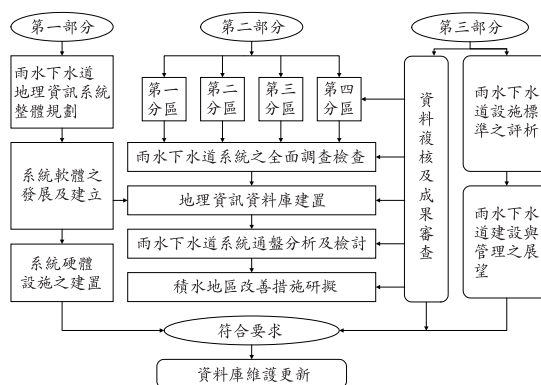 第一部分
雨水下水道
地理資訊系統
整體規劃
系統軟體之
發展及建立
系統硬體
設施之建置
第二部分
第一分區
第二分區
第三分區
第四分區
雨水下水道系統之全面調查檢查
地理資訊資料庫建置
雨水下水道系統通盤分析及檢討
積水地區改善措施研擬
第三部分
資料複核及成果審查
雨水下水
道設施標
準之評析
雨水下水
道建設與
管理之展
望
符合要求
資料庫維護更新